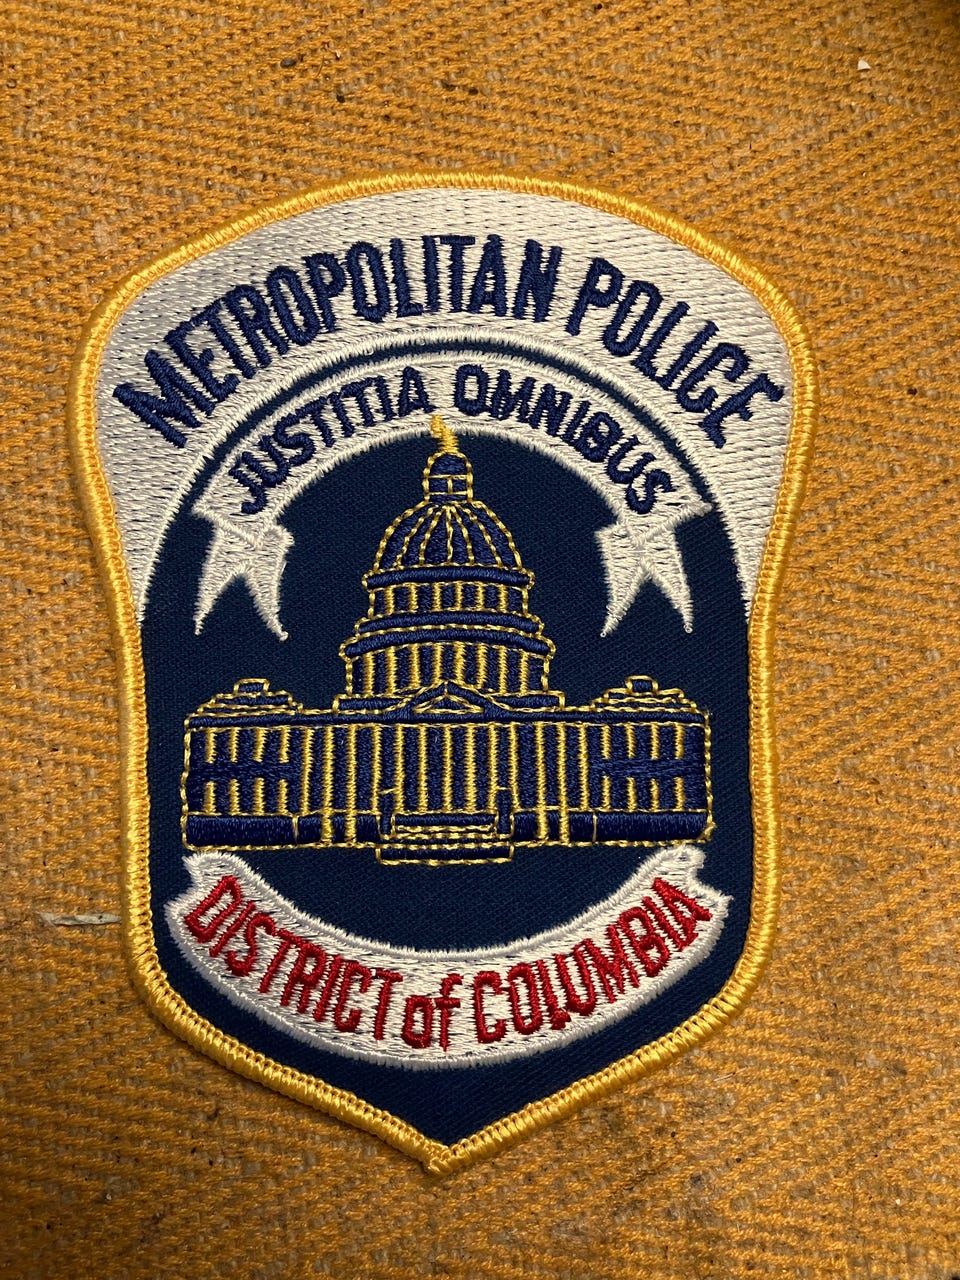 METROPOLITAN POLICE
JUSTITIA OMNIBUS
DISTRICT of COLUMBIA